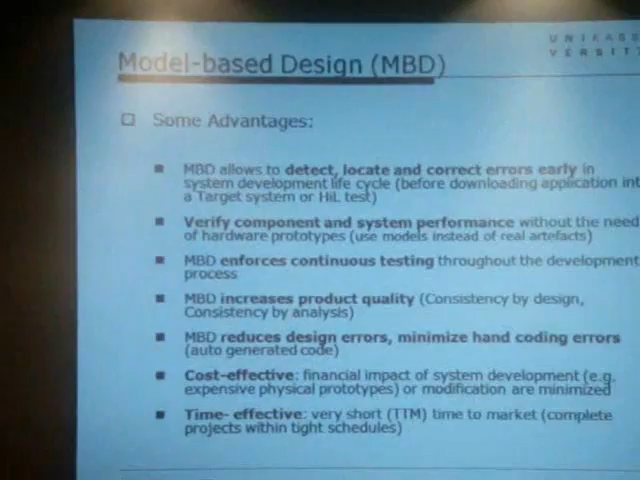 UNIKASS
VERSIT
Model-based Design (MBD)
Some Advantages:
MBD allows to detect, locate and correct errors early in
system development life cycle (before downloading application int
a Target system or HiL test)
Verify component and system performance without the need
of hardware prototypes (use models instead of real artefacts)
MBD enforces continuous testing throughout the development
process
MBD increases product quality (Consistency by design,
Consistency by analysis)
MBD reduces design errors, minimize hand coding errors
(auto generated code)
Cost-effective: financial impact of system development (e.g.
expensive physical prototypes) or modification are minimized
Time- effective: very short (TTM) time to market (complete
projects within tight schedules)